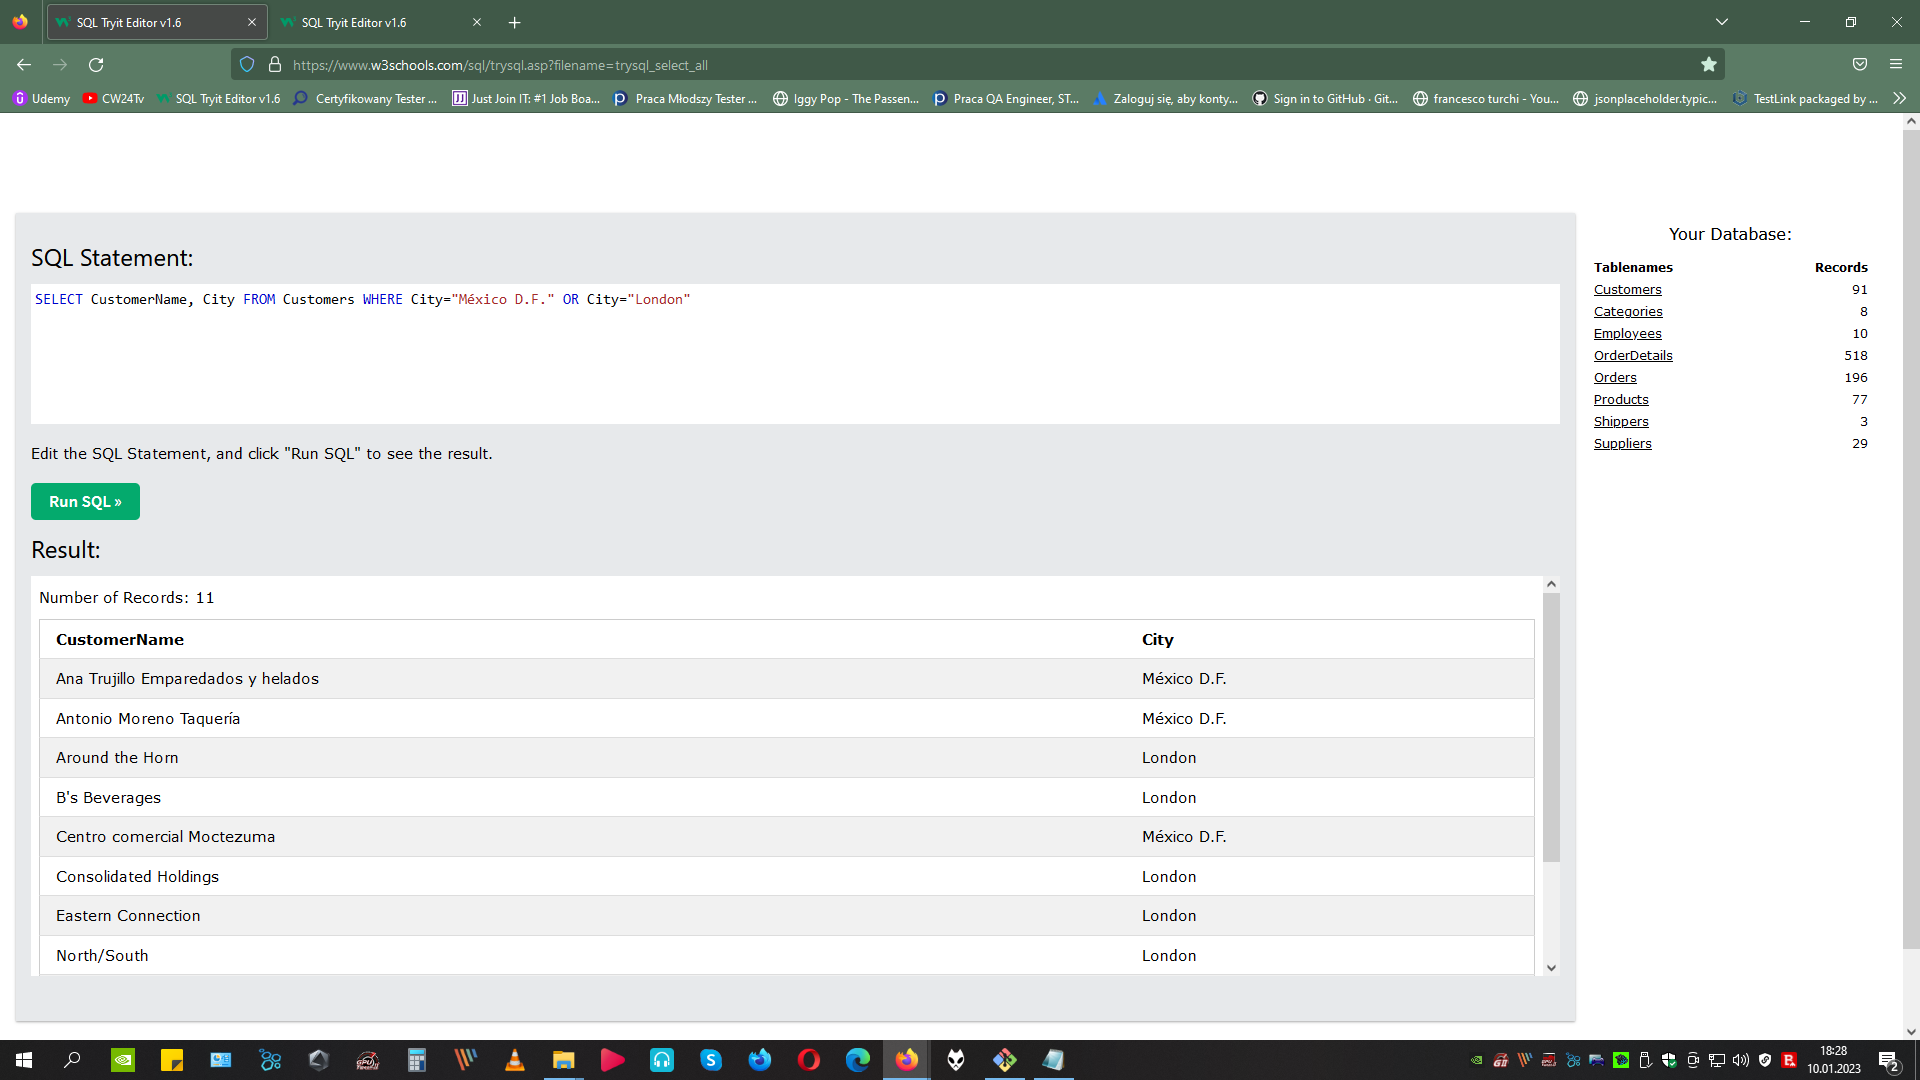 SQL Tryit Editor v1.6
SQL Tryit Editor v1.6
https://www.w3schools.com/sql/trysql.asp?filename=trysql_select_all
Udemy
CW24Tv
SQL Tryit Editor v1.6
Certyfikowany Tester ...
Just Join IT: #1 Job Boa...
Praca Młodszy Tester ...
Iggy Pop - The Passen...
Praca QA Engineer, ST...
Zaloguj się, aby konty...
Sign in to GitHub · Git...
francesco turchi - You...
jsonplaceholder.typic...
TestLink packaged by ...
SQL Statement:
SELECT CustomerName, City FROM Customers WHERE City="México D.F." OR City="London"
Edit the SQL Statement, and click "Run SQL" to see the result.
Run SQL »
Result:
Number of Records: 11
CustomerName City
Ana Trujillo Emparedados y helados México D.F.
Antonio Moreno Taquería México D.F.
Around the Horn London
B's Beverages London
Centro comercial Moctezuma México D.F.
Consolidated Holdings London
Eastern Connection London
North/South London
Your Database:
Tablenames Records
Customers 91
Categories 8
Employees 10
OrderDetails 518
Orders 196
Products 77
Shippers 3
Suppliers 29
18:28
10.01.2023
2